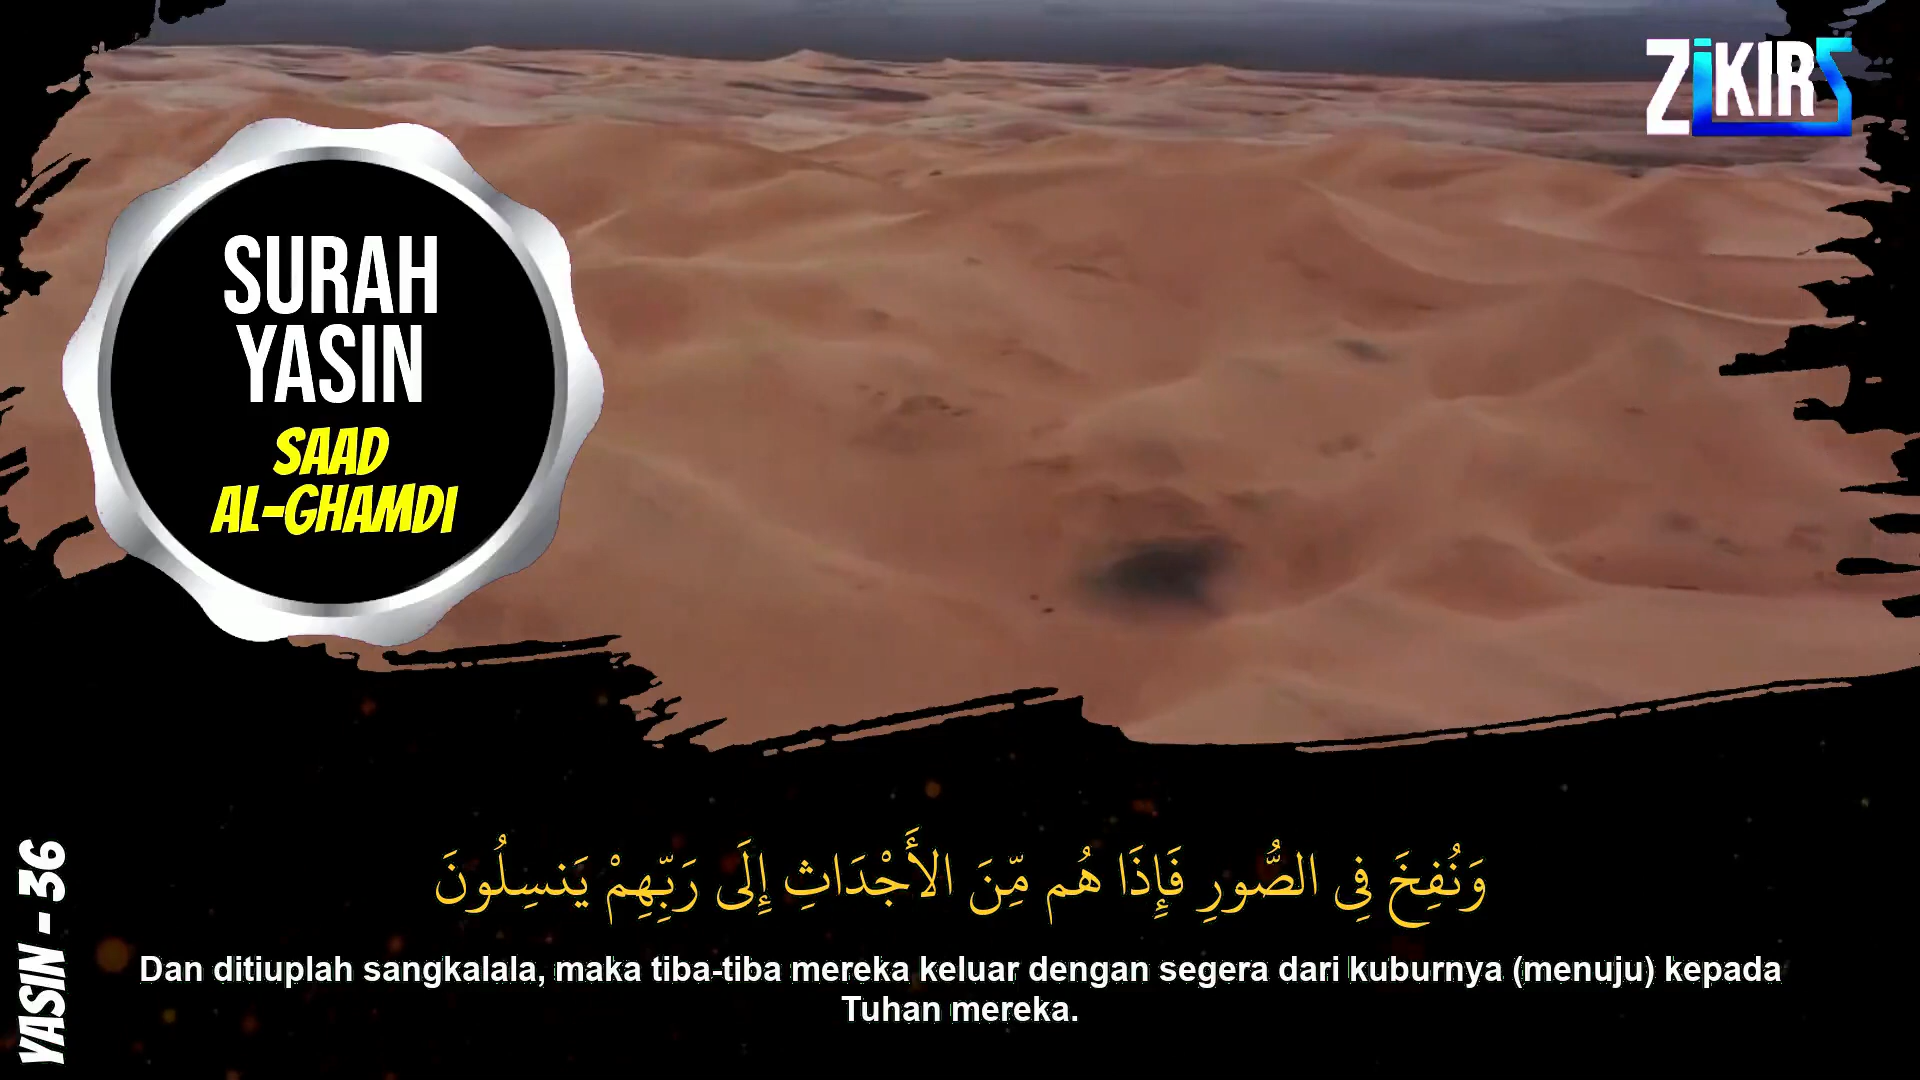 ZiKIRS
SURAH
YASIN
SAAD
AL-GHAMDI
وَنُفِخَ فِى الصُّورِ فَإِذَا هُم مِّنَ الأَجْدَاثِ إِلَى رَبِّهِمْ يَنسِلُونَ
Dan ditiuplah sangkalala, maka tiba-tiba mereka keluar dengan segera dari kuburnya (menuju) kepada
Tuhan mereka.
YASIN - 36